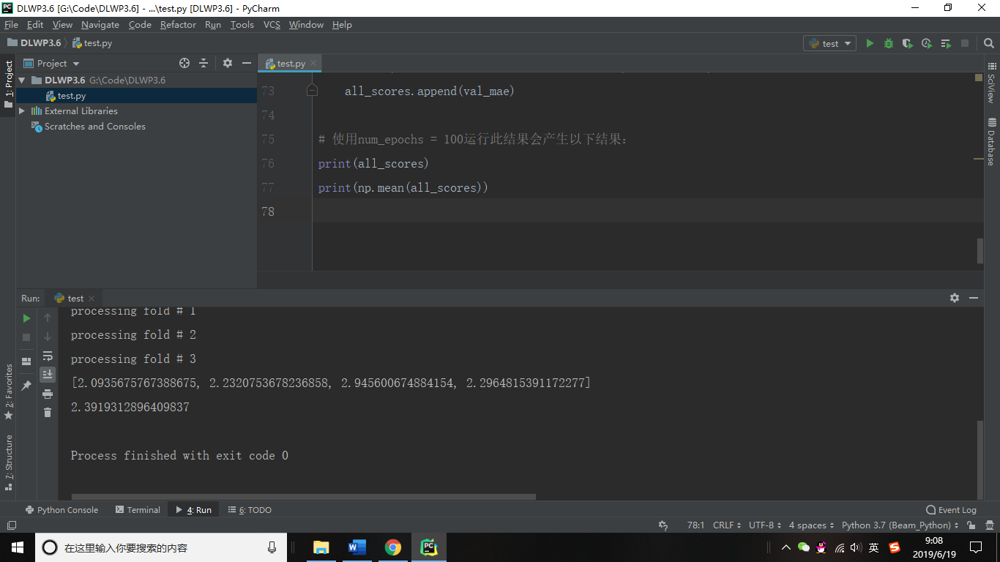 DLWP3.6 [G:\Code\DLWP3.6] - ...\test.py [DLWP3.6] - PyCharm
File Edit View Navigate Code Refactor Run Tools VCS Window Help
DLWP3.6 test.py
test
Project
test.py
1: Project
DLWP3.6 G:\Code\DLWP3.6
test.py
External Libraries
Scratches and Consoles
73 all_scores.append(val_mae)
74
75 # 使用num_epochs = 100运行此结果会产生以下结果:
76 print(all_scores)
77 print(np.mean(all_scores))
78
SciView
Database
Run: test
processing fold # 1
processing fold # 2
processing fold # 3
[2.0935675767388675, 2.2320753678236858, 2.945600674884154, 2.2964815391172277]
2.3919312896409837
Process finished with exit code 0
2: Favorites
7: Structure
Python Console Terminal 4: Run 6: TODO Event Log
78:1 CRLF UTF-8 4 spaces Python 3.7 (Beam_Python)
在这里输入你要搜索的内容
英
9:08
2019/6/19